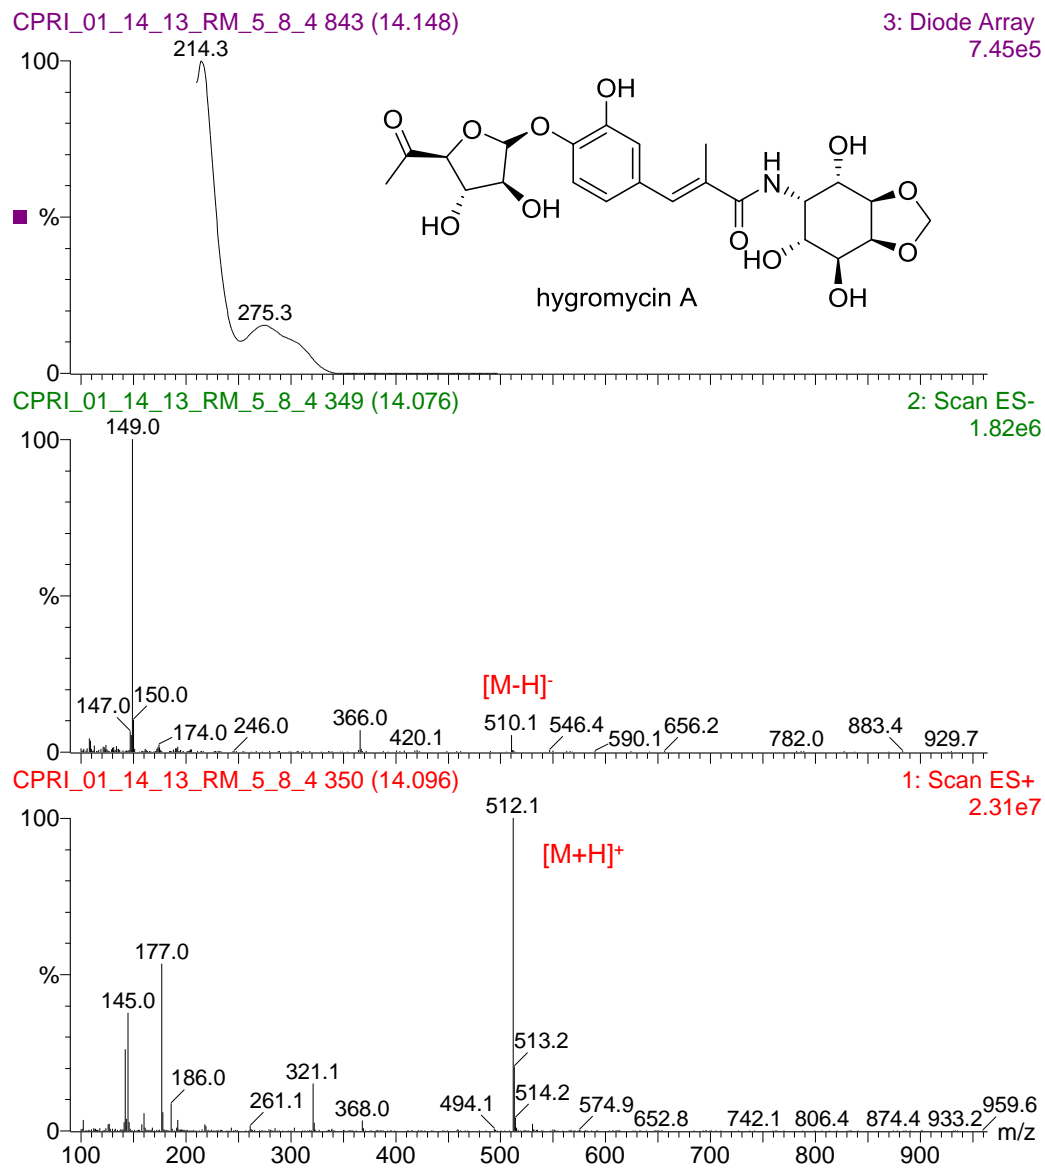 CPRI_01_14_13_RM_5_8_4 843 (14.148)
3: Diode Array
7.45e5
100
%
0
214.3
275.3
O
O
O
OH
HO
OH
H
N
O
OH
O
O
HO
OH
hygromycin A
CPRI_01_14_13_RM_5_8_4 349 (14.076)
2: Scan ES-
1.82e6
100
%
0
149.0
147.0
150.0
174.0
246.0
366.0
420.1
[M-H]-
510.1
546.4
590.1
656.2
782.0
883.4
929.7
CPRI_01_14_13_RM_5_8_4 350 (14.096)
1: Scan ES+
2.31e7
100
%
0
512.1
[M+H]+
177.0
145.0
186.0
261.1
321.1
368.0
494.1
513.2
514.2
574.9
652.8
742.1
806.4
874.4
933.2
959.6
m/z
100 200 300 400 500 600 700 800 900